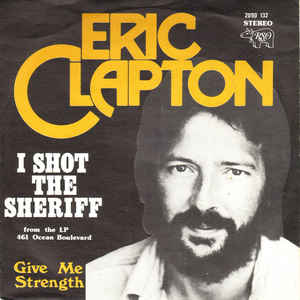 2090 132
STEREO
RSO
ERIC
CLAPTON
I SHOT
THE
SHERIFF
from the LP
461 Ocean Boulevard
Give Me
Strength